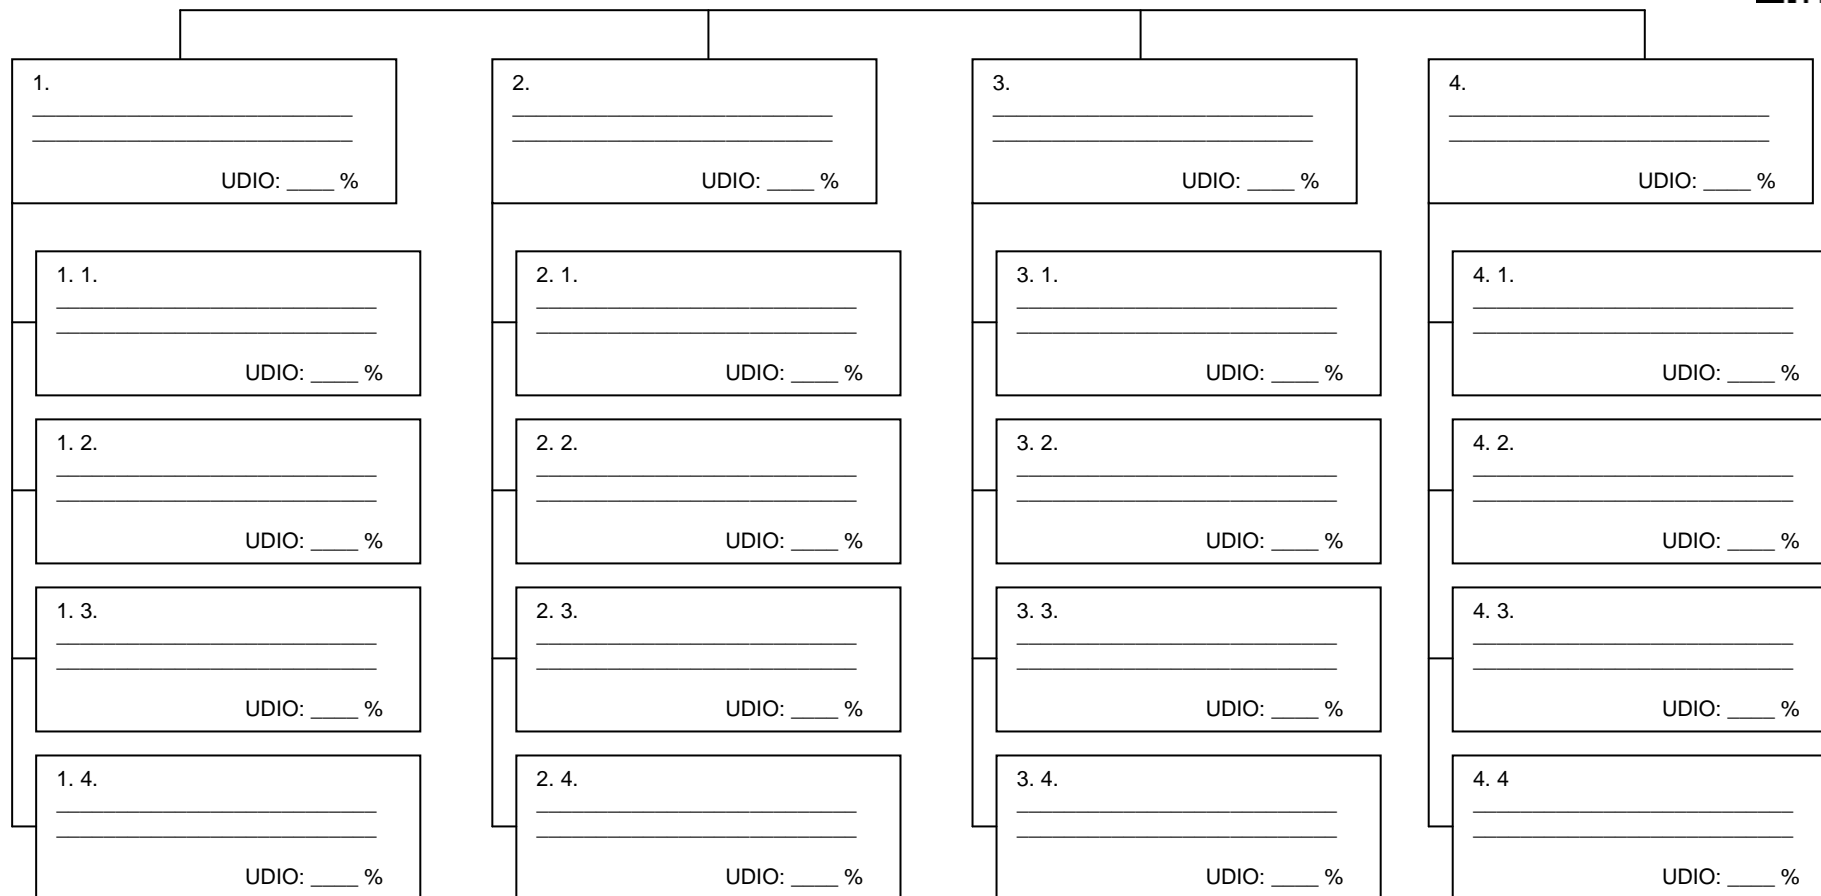 1.
UDIO: ____ %
1. 1.
UDIO: ____ %
1. 2.
UDIO: ____ %
1. 3.
UDIO: ____ %
1. 4.
UDIO: ____ %
2.
UDIO: ____ %
2. 1.
UDIO: ____ %
2. 2.
UDIO: ____ %
2. 3.
UDIO: ____ %
2. 4.
UDIO: ____ %
3.
UDIO: ____ %
3. 1.
UDIO: ____ %
3. 2.
UDIO: ____ %
3. 3.
UDIO: ____ %
3. 4.
UDIO: ____ %
4.
UDIO: ____ %
4. 1.
UDIO: ____ %
4. 2.
UDIO: ____ %
4. 3.
UDIO: ____ %
4. 4
UDIO: ____ %